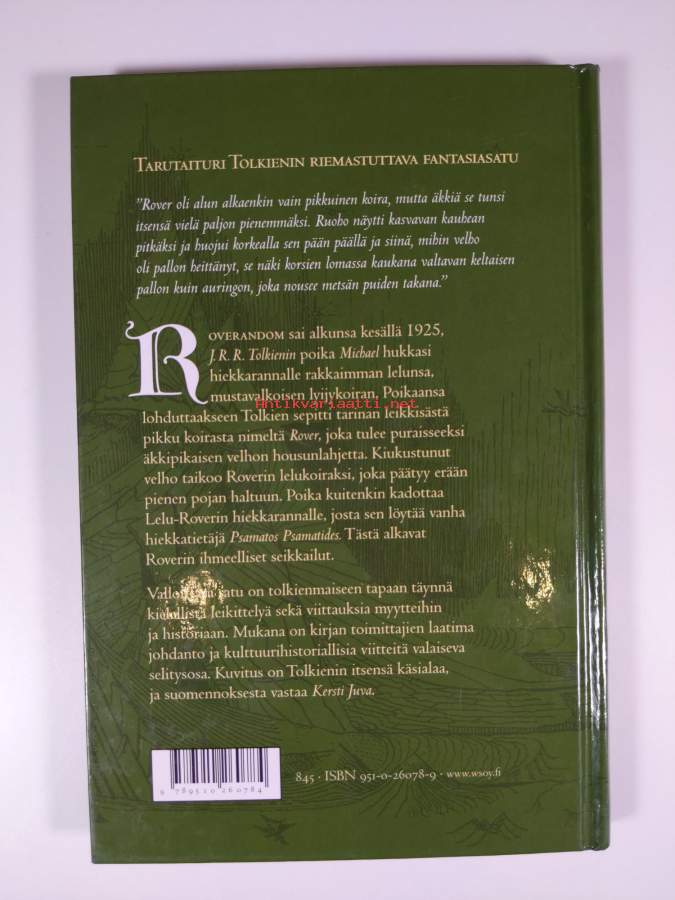 TARUTAITURI TOLKIENIN RIEMASTUTTAVA FANTASIASATU
"Rover oli alun alkaenkin vain pikkuinen koira, mutta äkkiä se tunsi
itsensä vielä paljon pienemmäksi. Ruoho näytti kasvavan kauhean
pitkäksi ja huojui korkealla sen pään päällä ja siinä, mihin velho
oli pallon heittänyt, se näki korsien lomassa kaukana valtavan keltaisen
pallon kuin auringon, joka nousee metsän puiden takana."
ROVERANDOM sai alkunsa kesällä 1925,
J.R.R. Tolkienin poika Michael hukkasi
hiekkarannalle rakkaimman lelunsa,
mustavalkoisen lyijykoiran. Poikaansa
Antikvariaatti.net
lohduttaakseen Tolkien sepitti tarinan leikkisästä
pikku koirasta nimeltä Rover, joka tulee puraisseeksi
äkkipikaisen velhon housunlahjetta. Kiukustunut
velho taikoo Roverin lelukoiraksi, joka päätyy erään
pienen pojan haltuun. Poika kuitenkin kadottaa
Lelu-Roverin hiekkarannalle, josta sen löytää vanha
hiekkatietäjä Psamatos Psamatides. Tästä alkavat
Roverin ihmeelliset seikkailut.
satu on tolkienmaiseen tapaan täynnä
kielellistä leikittelyä sekä viittauksia myytteihin
ja historiaan. Mukana on kirjan toimittajien laatima
johdanto ja kulttuurihistoriallisia viitteitä valaiseva
selitysosa. Kuvitus on Tolkienin itsensä käsialaa,
ja suomennoksesta vastaa Kersti Juva.
845 · ISBN 951-0-26078-9 · www.wsoy.fi
9 789510 260784